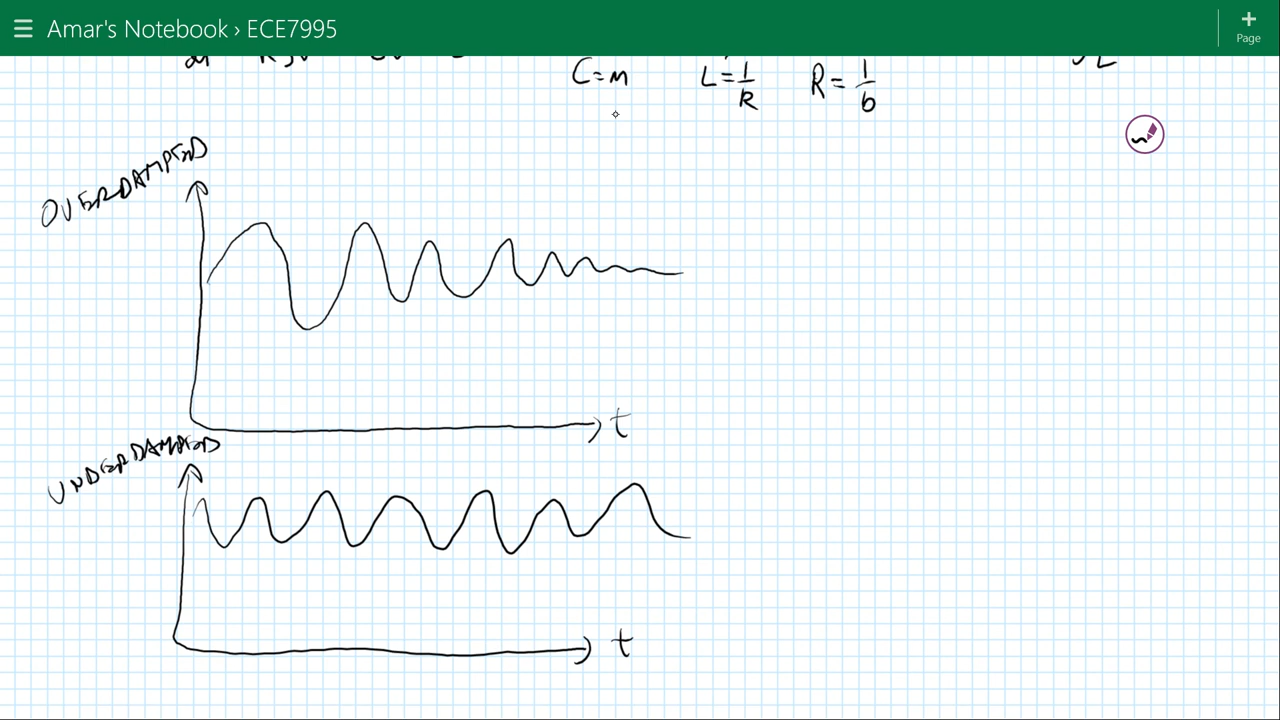 Amar's Notebook › ECE7995
Page
C=m L=1/k R=1/b
OVERDAMPED
t
UNDERDAMPED
t